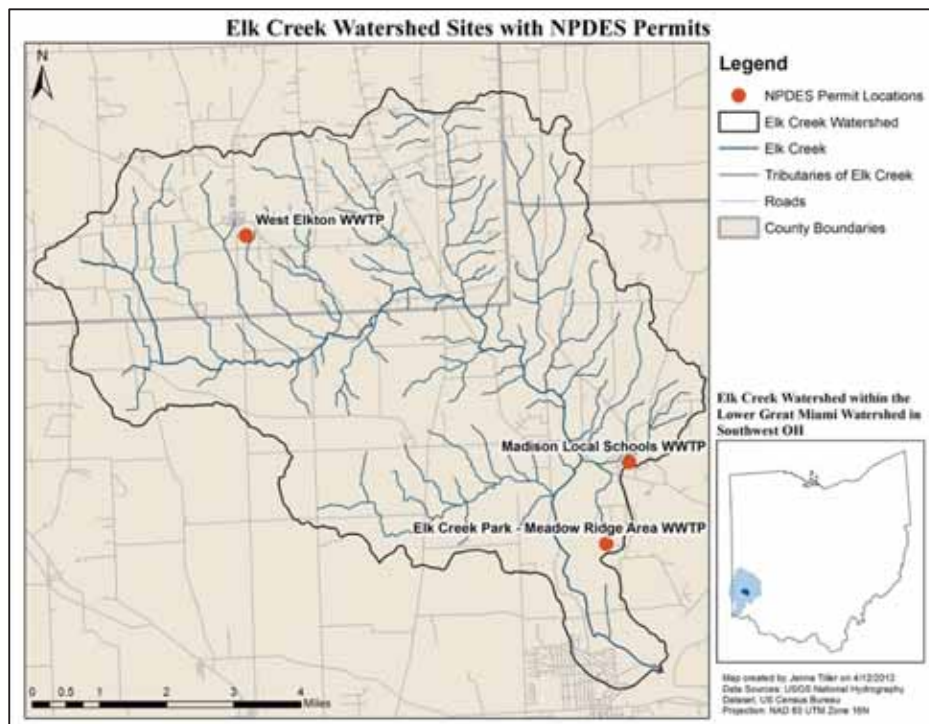 Elk Creek Watershed Sites with NPDES Permits
N
West Elkton WWTP
Madison Local Schools WWTP
Elk Creek Park - Meadow Ridge Area WWTP
0 0.5 1 2 3 4
Miles
Legend
NPDES Permit Locations
Elk Creek Watershed
Elk Creek
Tributaries of Elk Creek
Roads
County Boundaries
Elk Creek Watershed within the
Lower Great Miami Watershed in
Southwest OH
Map created by Jenna Tiller on 4/12/2012
Data Sources: USGS National Hydrography
Dataset, US Census Bureau
Projection: NAD 83 UTM Zone 16N